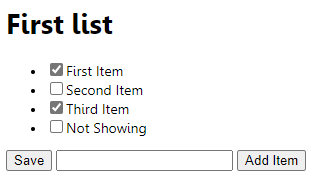 First list
First Item
Second Item
Third Item
Not Showing
Save Add Item